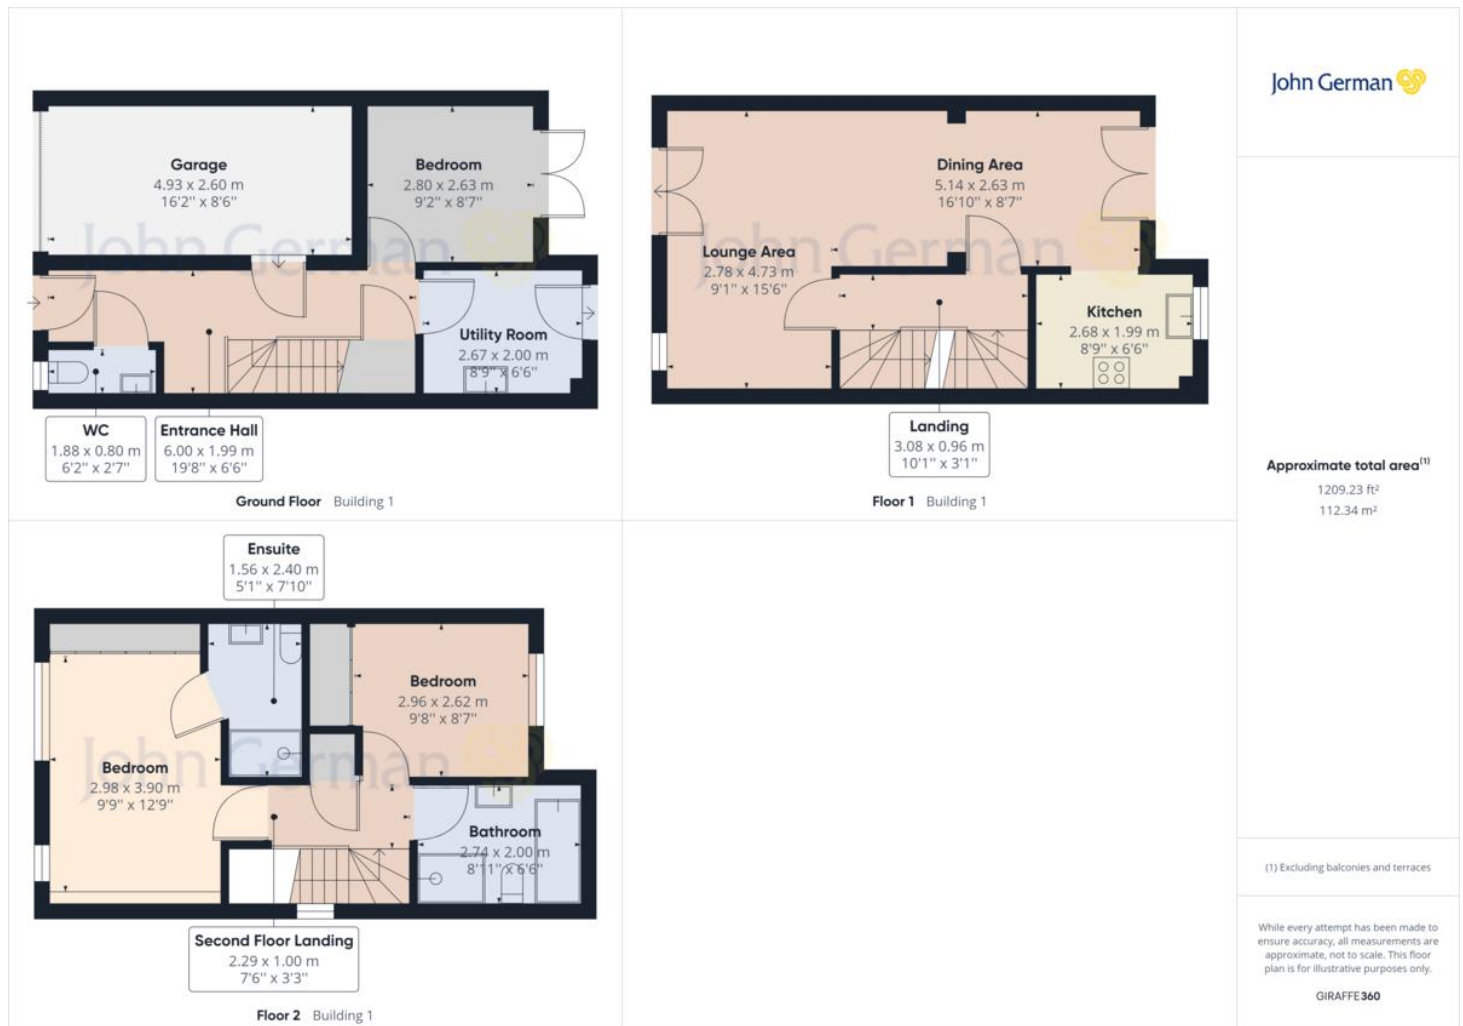 Garage
4.93 x 2.60 m
16'2" x 8'6"
Bedroom
2.80 x 2.63 m
9'2" x 8'7"
Utility Room
2.67 x 2.00 m
8'9" x 6'6"
WC
1.88 x 0.80 m
6'2" x 2'7"
Entrance Hall
6.00 x 1.99 m
19'8" x 6'6"
John German
Ground Floor Building 1
Dining Area
5.14 x 2.63 m
16'10" x 8'7"
Lounge Area
2.78 x 4.73 m
9'1" x 15'6"
Kitchen
2.68 x 1.99 m
8'9" x 6'6"
Landing
3.08 x 0.96 m
10'1" x 3'1"
John German
Floor 1 Building 1
Ensuite
1.56 x 2.40 m
5'1" x 7'10"
Bedroom
2.96 x 2.62 m
9'8" x 8'7"
Bedroom
2.98 x 3.90 m
9'9" x 12'9"
Bathroom
2.74 x 2.00 m
8'11" x 6'6"
Second Floor Landing
2.29 x 1.00 m
7'6" x 3'3"
John German
Floor 2 Building 1
John German
Approximate total area(1)
1209.23 ft²
112.34 m²
(1) Excluding balconies and terraces
While every attempt has been made to
ensure accuracy, all measurements are
approximate, not to scale. This floor
plan is for illustrative purposes only.
GIRAFFE360